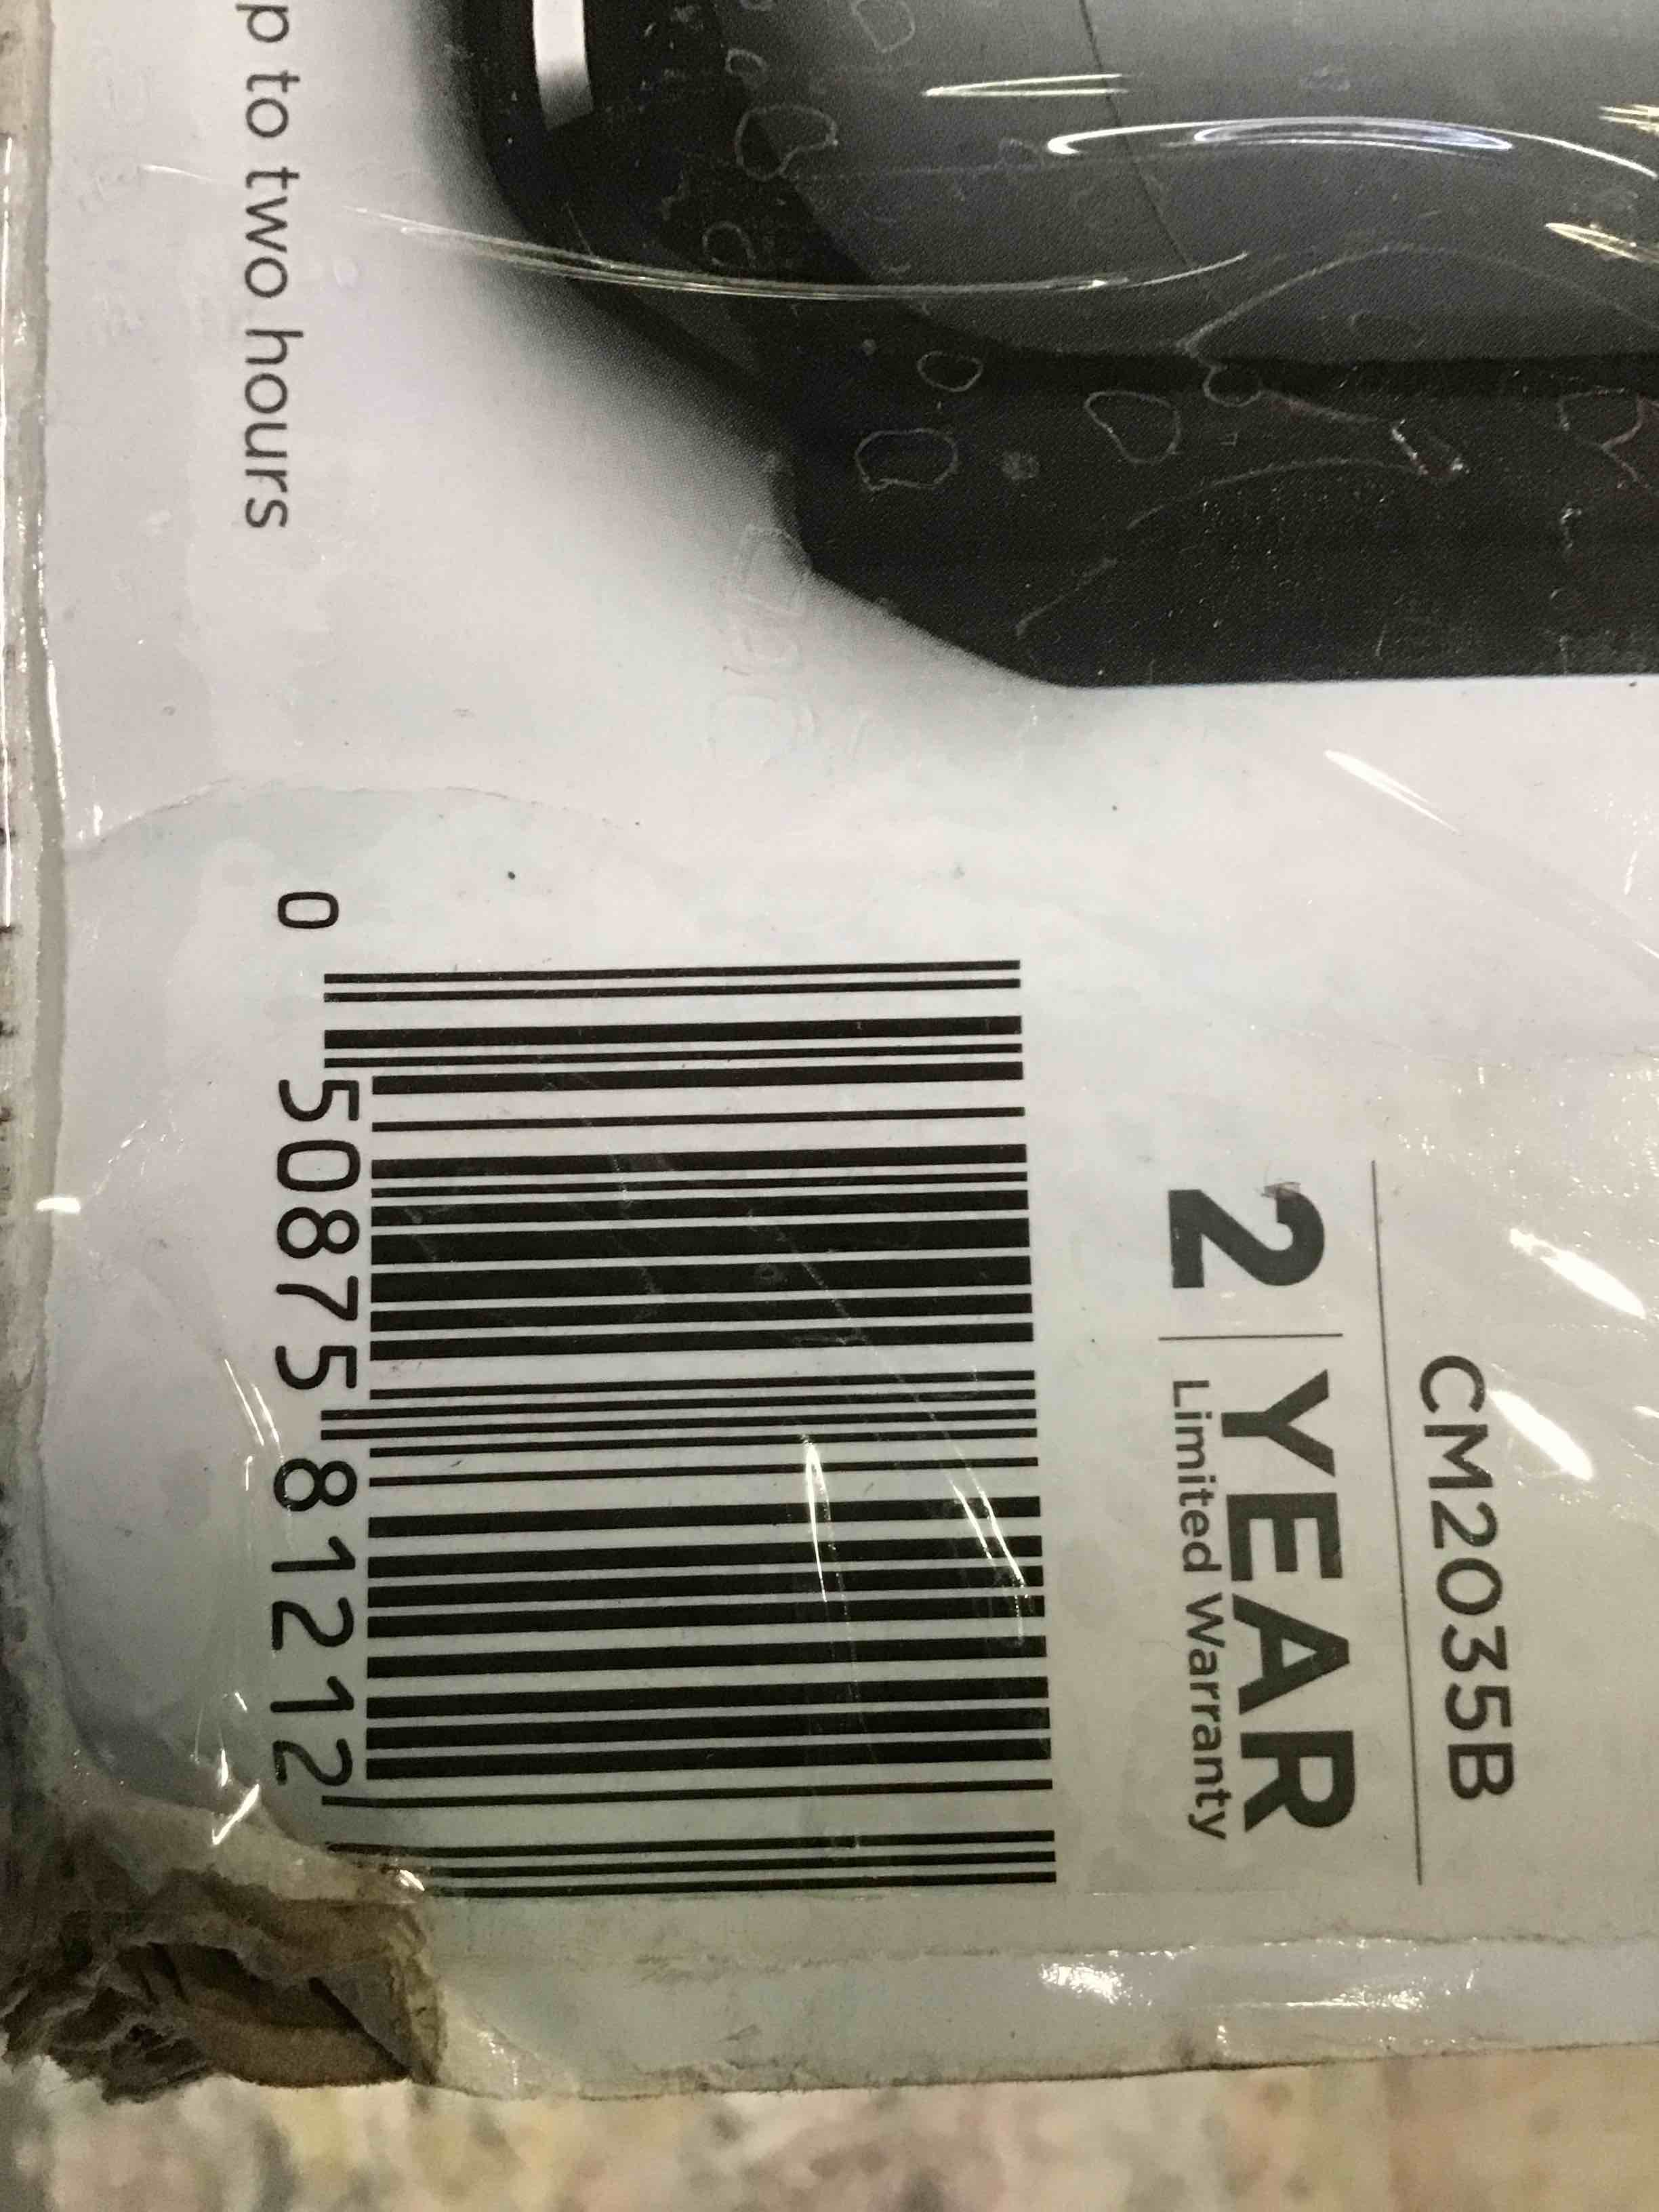 p to two hours
CM2035B
2 YEAR
Limited Warranty
0 50875 81212